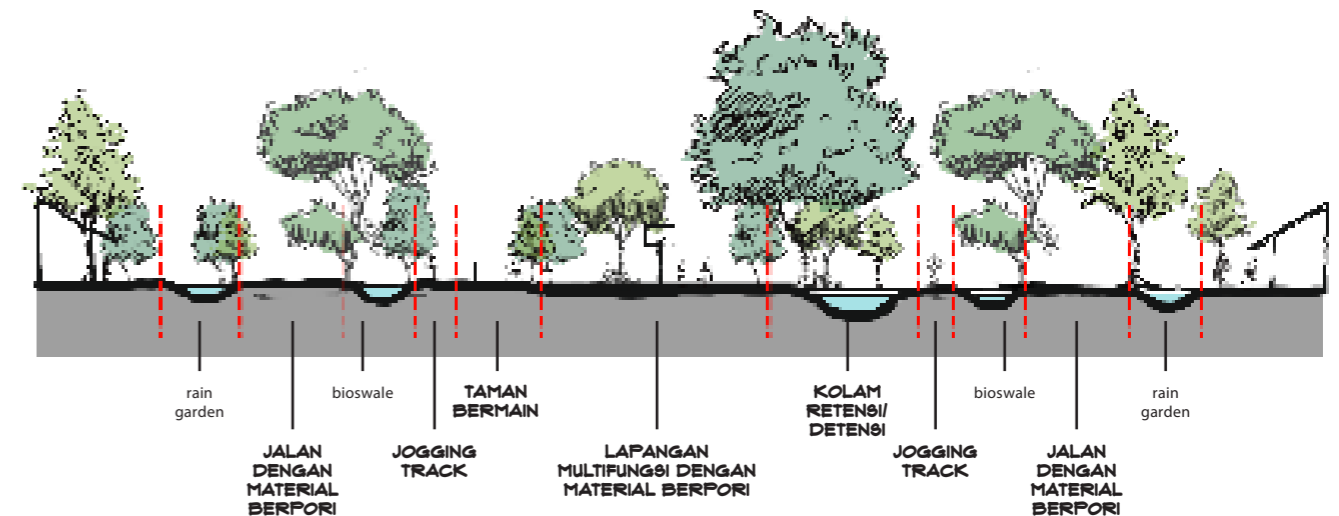 rain
garden
JALAN
DENGAN
MATERIAL
BERPORI
bioswale
JOGGING
TRACK
TAMAN
BERMAIN
LAPANGAN
MULTIFUNGSI DENGAN
MATERIAL BERPORI
KOLAM
RETENSI/
DETENSI
JOGGING
TRACK
bioswale
JALAN
DENGAN
MATERIAL
BERPORI
rain
garden